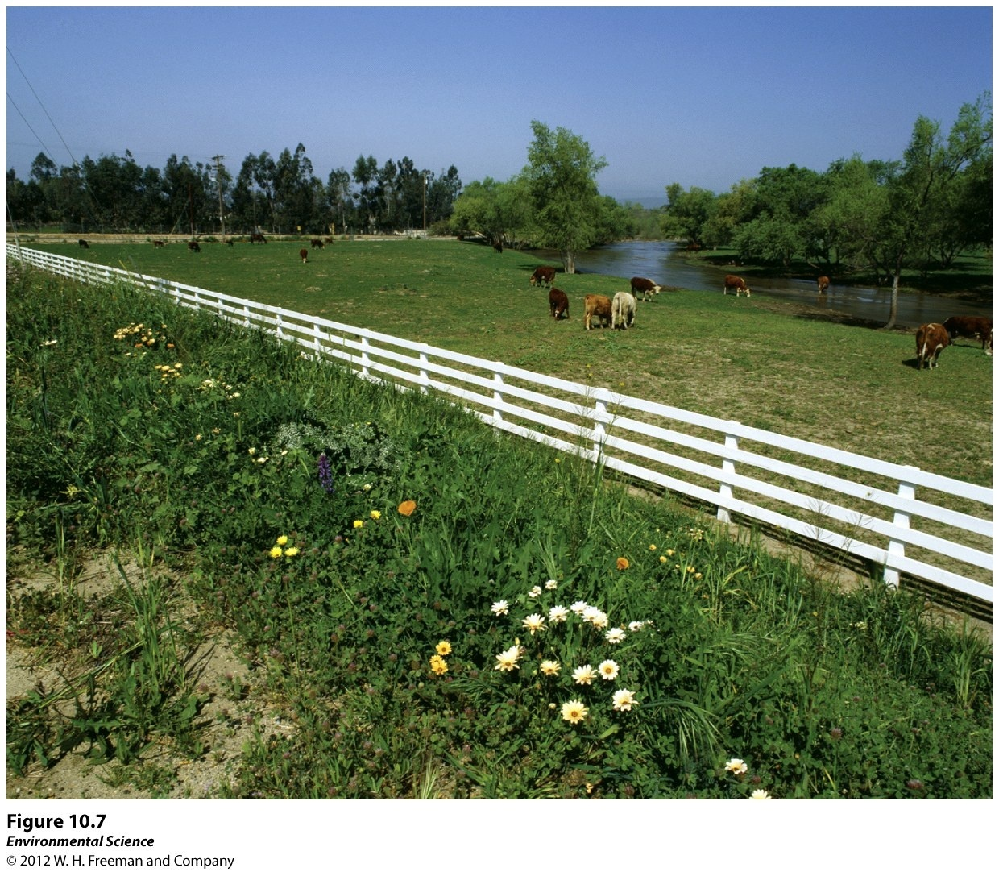 Figure 10.7
Environmental Science
© 2012 W. H. Freeman and Company